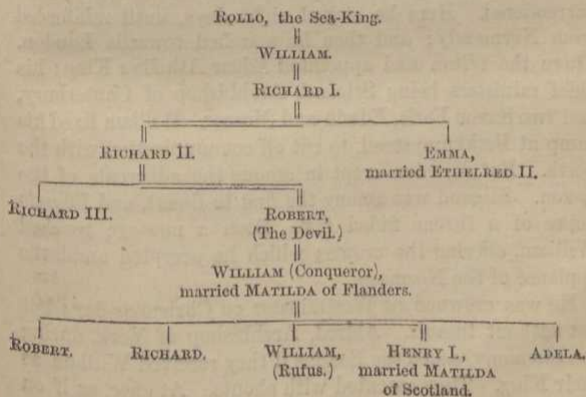 ROLLO, the Sea-King.
WILLIAM.
RICHARD I.
RICHARD II.
EMMA,
married ETHELRED II.
RICHARD III.
ROBERT,
(The Devil.)
WILLIAM (Conqueror),
married MATILDA of Flanders.
ROBERT.
RICHARD.
WILLIAM,
(Rufus.)
HENRY I.,
married MATILDA
of Scotland.
ADELA.